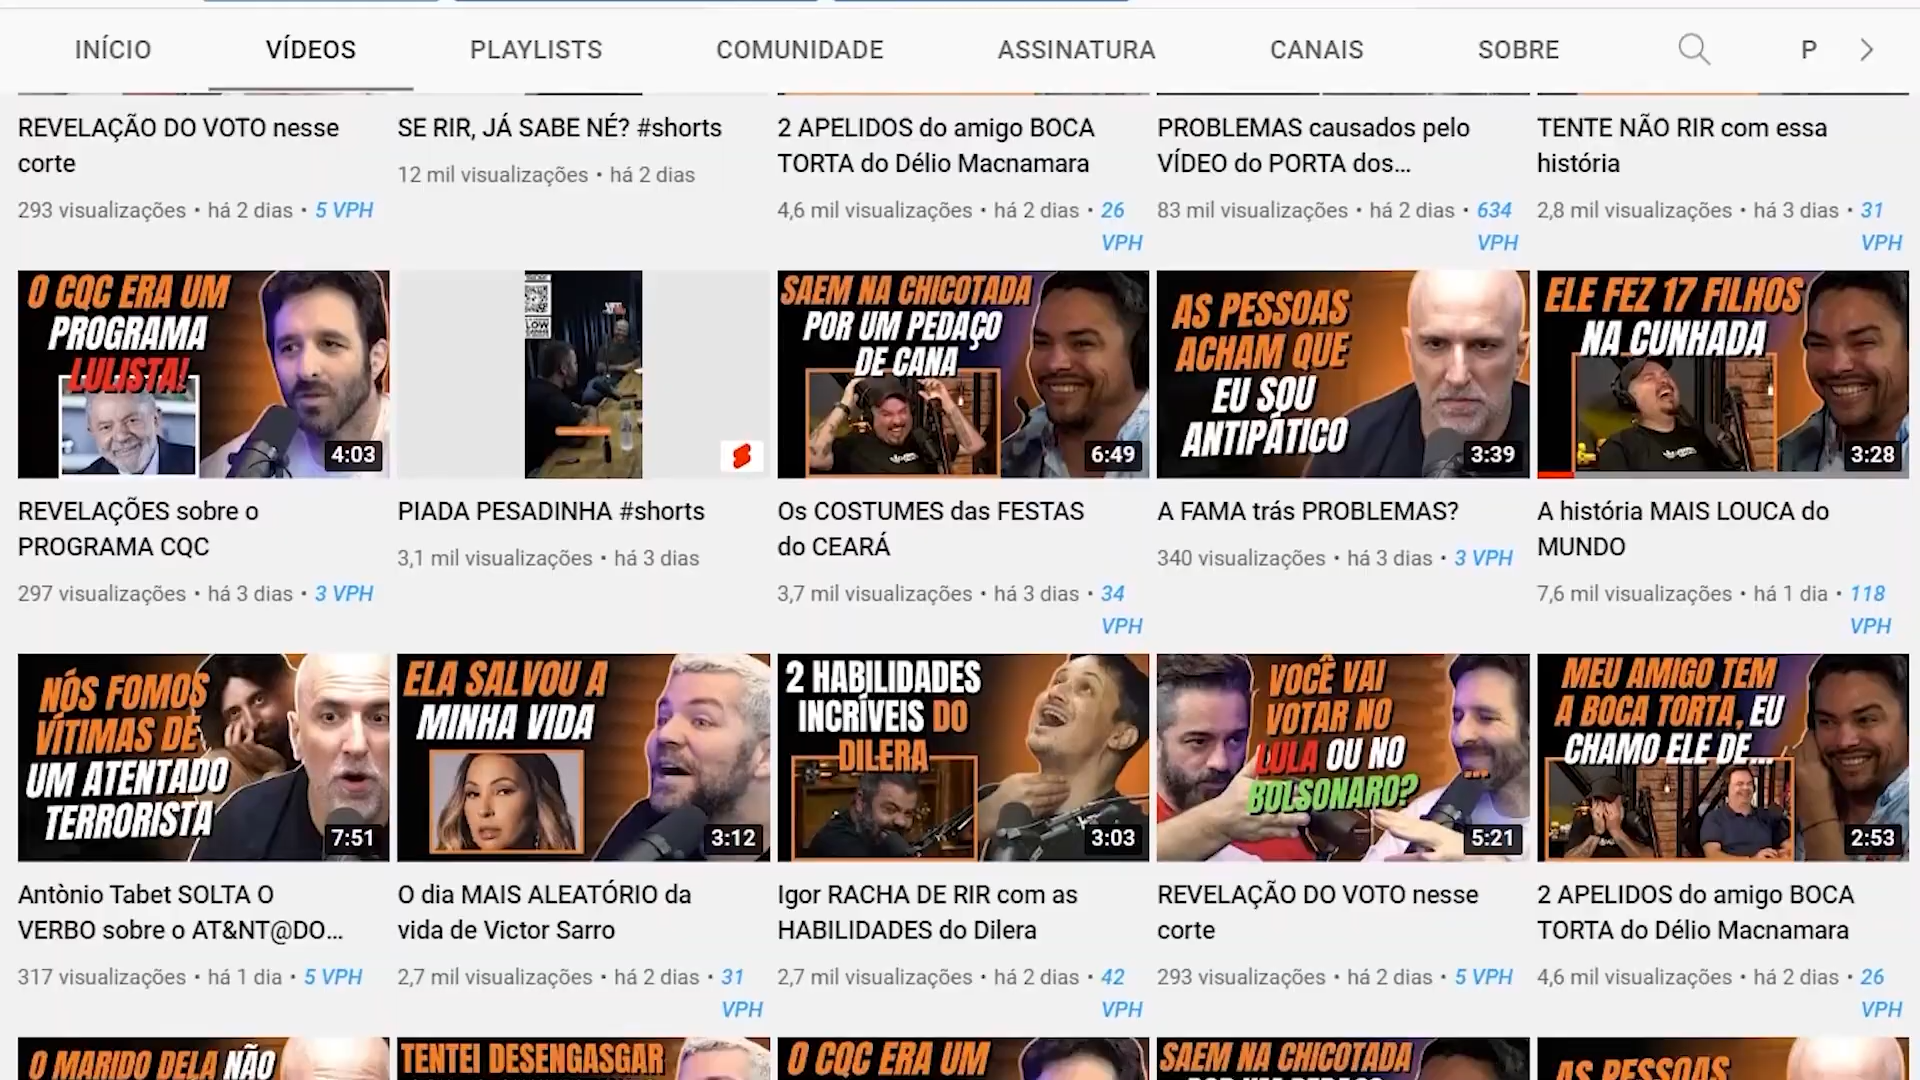 INÍCIO
VÍDEOS
PLAYLISTS
COMUNIDADE
ASSINATURA
CANAIS
SOBRE
P
REVELAÇÃO DO VOTO nesse
corte
293 visualizações • há 2 dias • 5 VPH
SE RIR, JÁ SABE NÉ? #shorts
12 mil visualizações • há 2 dias
2 APELIDOS do amigo BOCA
TORTA do Délio Macnamara
4,6 mil visualizações • há 2 dias • 26
VPH
PROBLEMAS causados pelo
VÍDEO do PORTA dos...
83 mil visualizações • há 2 dias • 634
VPH
TENTE NÃO RIR com essa
história
2,8 mil visualizações • há 3 dias • 31
VPH
O CQC ERA UM
PROGRAMA
LULISTA!
4:03
REVELAÇÕES sobre o
PROGRAMA CQC
297 visualizações • há 3 dias • 3 VPH
PIADA PESADINHA #shorts
3,1 mil visualizações • há 3 dias
SAEM NA CHICOTADA
POR UM PEDAÇO
DE CANA
6:49
Os COSTUMES das FESTAS
do CEARÁ
3,7 mil visualizações • há 3 dias • 34
VPH
AS PESSOAS
ACHAM QUE
EU SOU
ANTIPÁTICO
3:39
A FAMA trás PROBLEMAS?
340 visualizações • há 3 dias • 3 VPH
ELE FEZ 17 FILHOS
NA CUNHADA
3:28
A história MAIS LOUCA do
MUNDO
7,6 mil visualizações • há 1 dia • 118
VPH
NÓS FOMOS
VÍTIMAS DE
UM ATENTADO
TERRORISTA
7:51
Antònio Tabet SOLTA O
VERBO sobre o AT&NT@DO...
317 visualizações • há 1 dia • 5 VPH
ELA SALVOU A
MINHA VIDA
3:12
O dia MAIS ALEATÓRIO da
vida de Victor Sarro
2,7 mil visualizações • há 2 dias • 31
VPH
2 HABILIDADES
INCRÍVEIS DO
DILERA
3:03
Igor RACHA DE RIR com as
HABILIDADES do Dilera
2,7 mil visualizações • há 2 dias • 42
VPH
VOCÊ VAI
VOTAR NO
LULA OU NO
BOLSONARO?
5:21
REVELAÇÃO DO VOTO nesse
corte
293 visualizações • há 2 dias • 5 VPH
MEU AMIGO TEM
A BOCA TORTA, EU
CHAMO ELE DE...
2:53
2 APELIDOS do amigo BOCA
TORTA do Délio Macnamara
4,6 mil visualizações • há 2 dias • 26
VPH
O MARIDO DELA NÃO
TENTEI DESENGASGAR
O CQC ERA UM
SAEM NA CHICOTADA
AS PESSOAS